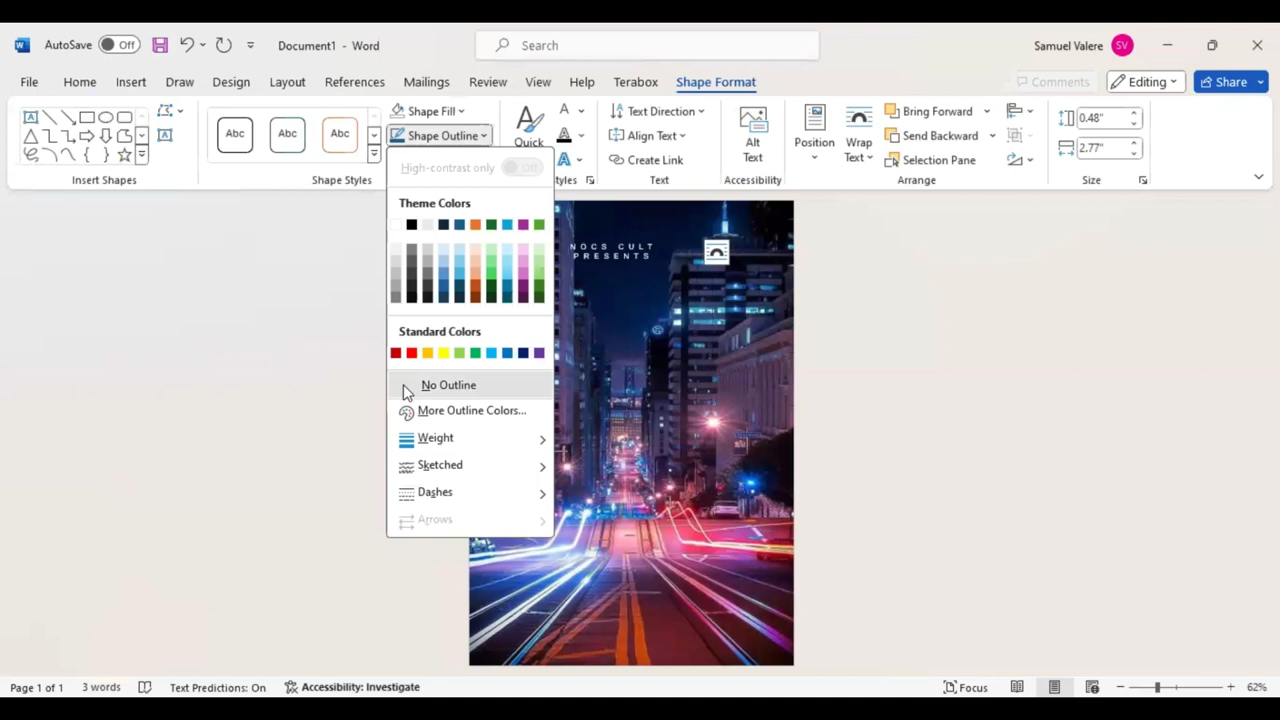 AutoSave Off Document1 - Word Search Samuel Valere SV
File Home Insert Draw Design Layout References Mailings Review View Help Terabox Shape Format Comments Editing Share
Abc Abc Abc
Shape Fill
Shape Outline
Quick
Text Direction
Align Text
Create Link
Alt
Text
Position
Wrap
Text
Bring Forward
Send Backward
Selection Pane
0.48"
2.77"
Insert Shapes Shape Styles Styles Text Accessibility Arrange Size
High-contrast only Off
Theme Colors
Standard Colors
No Outline
More Outline Colors...
Weight
Sketched
Dashes
Arrows
NOCS CULT
PRESENTS
Page 1 of 1 3 words Text Predictions: On Accessibility: Investigate Focus 62%